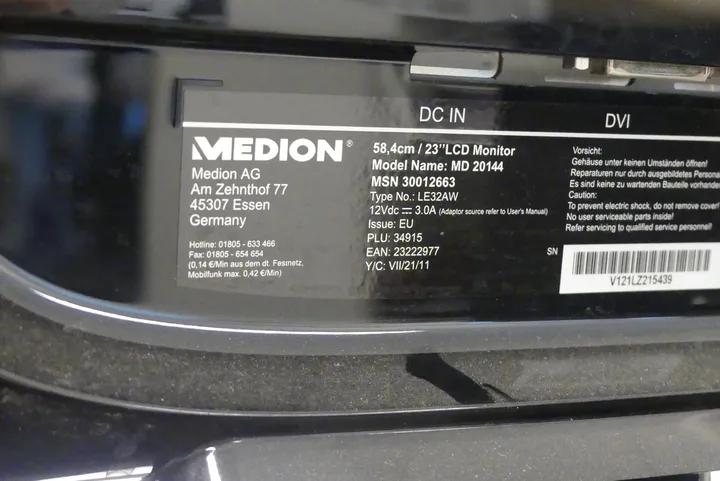 DC IN
DVI
MEDION®
Medion AG
Am Zehnthof 77
45307 Essen
Germany
Hotline: 01805 - 633 466
Fax: 01805 - 654 654
(0,14 €/Min aus dem dt. Festnetz,
Mobilfunk max. 0,42 €/Min)
58,4cm / 23’’LCD Monitor
Model Name: MD 20144
MSN 30012663
Type No.: LE32AW
12Vdc ⎓ 3.0A (Adaptor source refer to User's Manual)
Issue: EU
PLU: 34915
EAN: 23222977
Y/C: VII/21/11
Vorsicht:
Gehäuse unter keinen Umständen öffnen!
Reparaturen nur durch ausgebildetes
Es sind keine zu wartenden Bauteile
Caution:
To prevent electric shock, do not remove cover!
No user serviceable parts inside!
Refer servicing to qualified service personnel!
SN
V121LZ215439